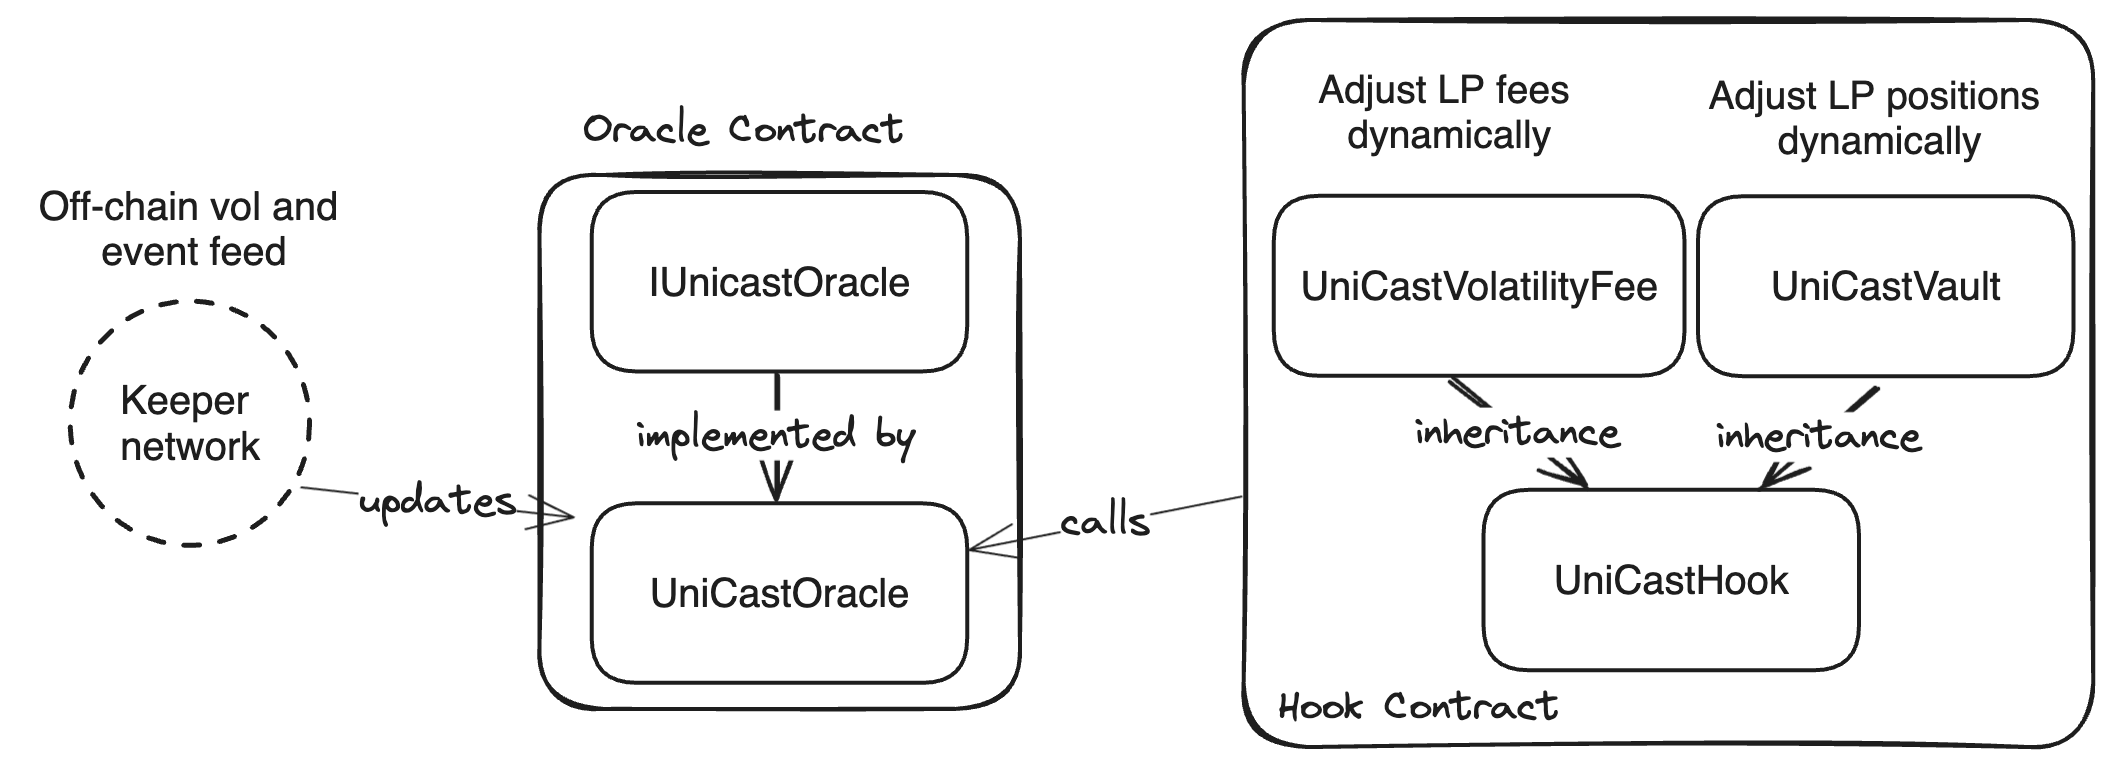 Off-chain vol and
event feed
Keeper
network
updates
Oracle Contract
IUnicastOracle
implemented by
UniCastOracle
calls
Adjust LP fees
dynamically
Adjust LP positions
dynamically
UniCastVolatilityFee
UniCastVault
inheritance
inheritance
UniCastHook
Hook Contract